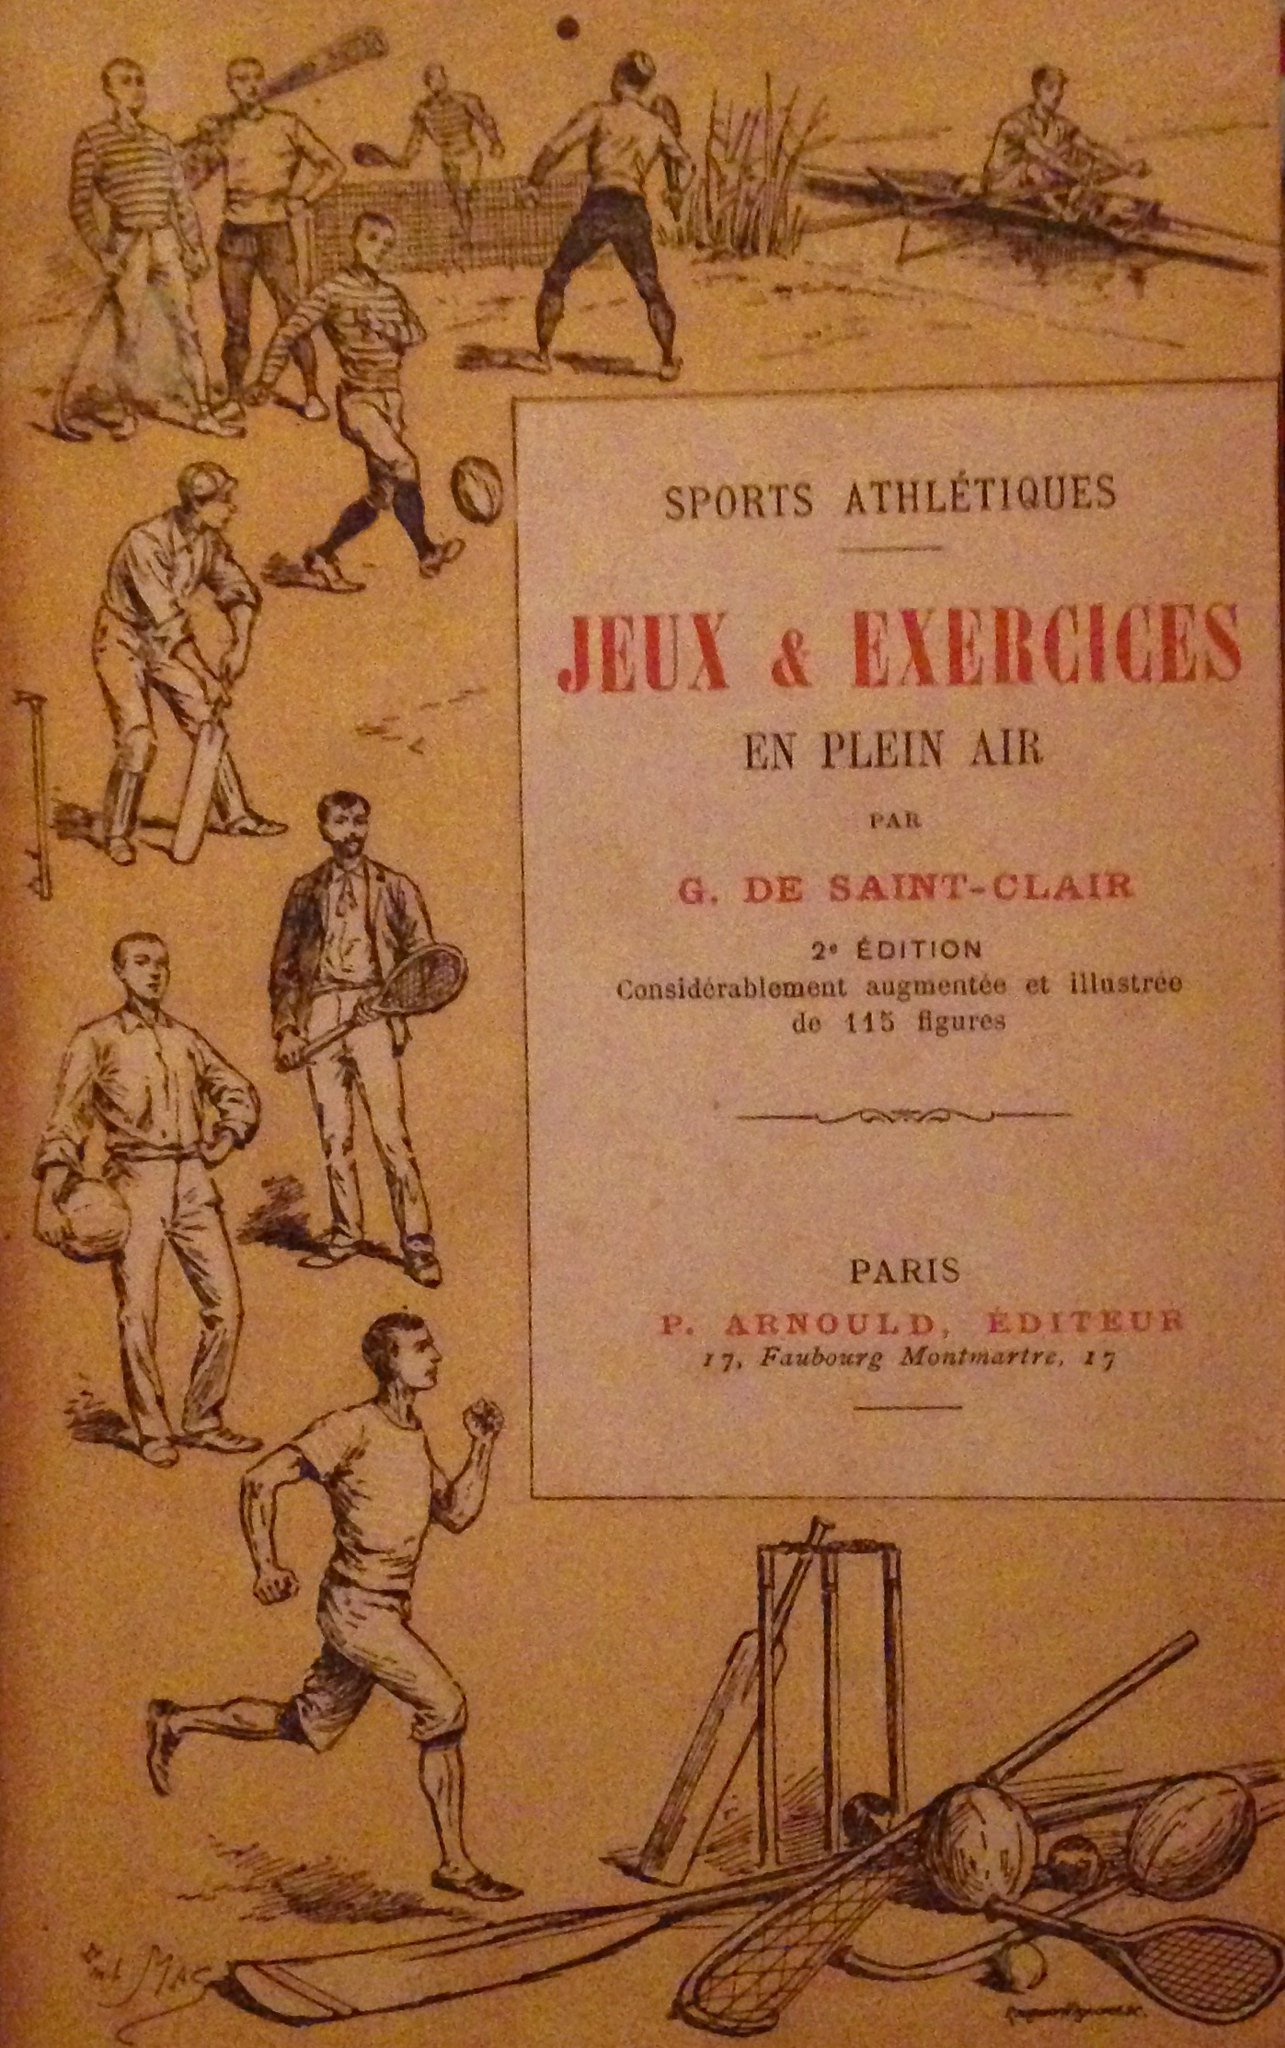 SPORTS ATHLÉTIQUES
JEUX & EXERCICES
EN PLEIN AIR
PAR
G. DE SAINT-CLAIR
2e ÉDITION
Considérablement augmentée et illustrée
de 115 figures
PARIS
P. ARNOULD, ÉDITEUR
17, Faubourg Montmartre, 17
MAS